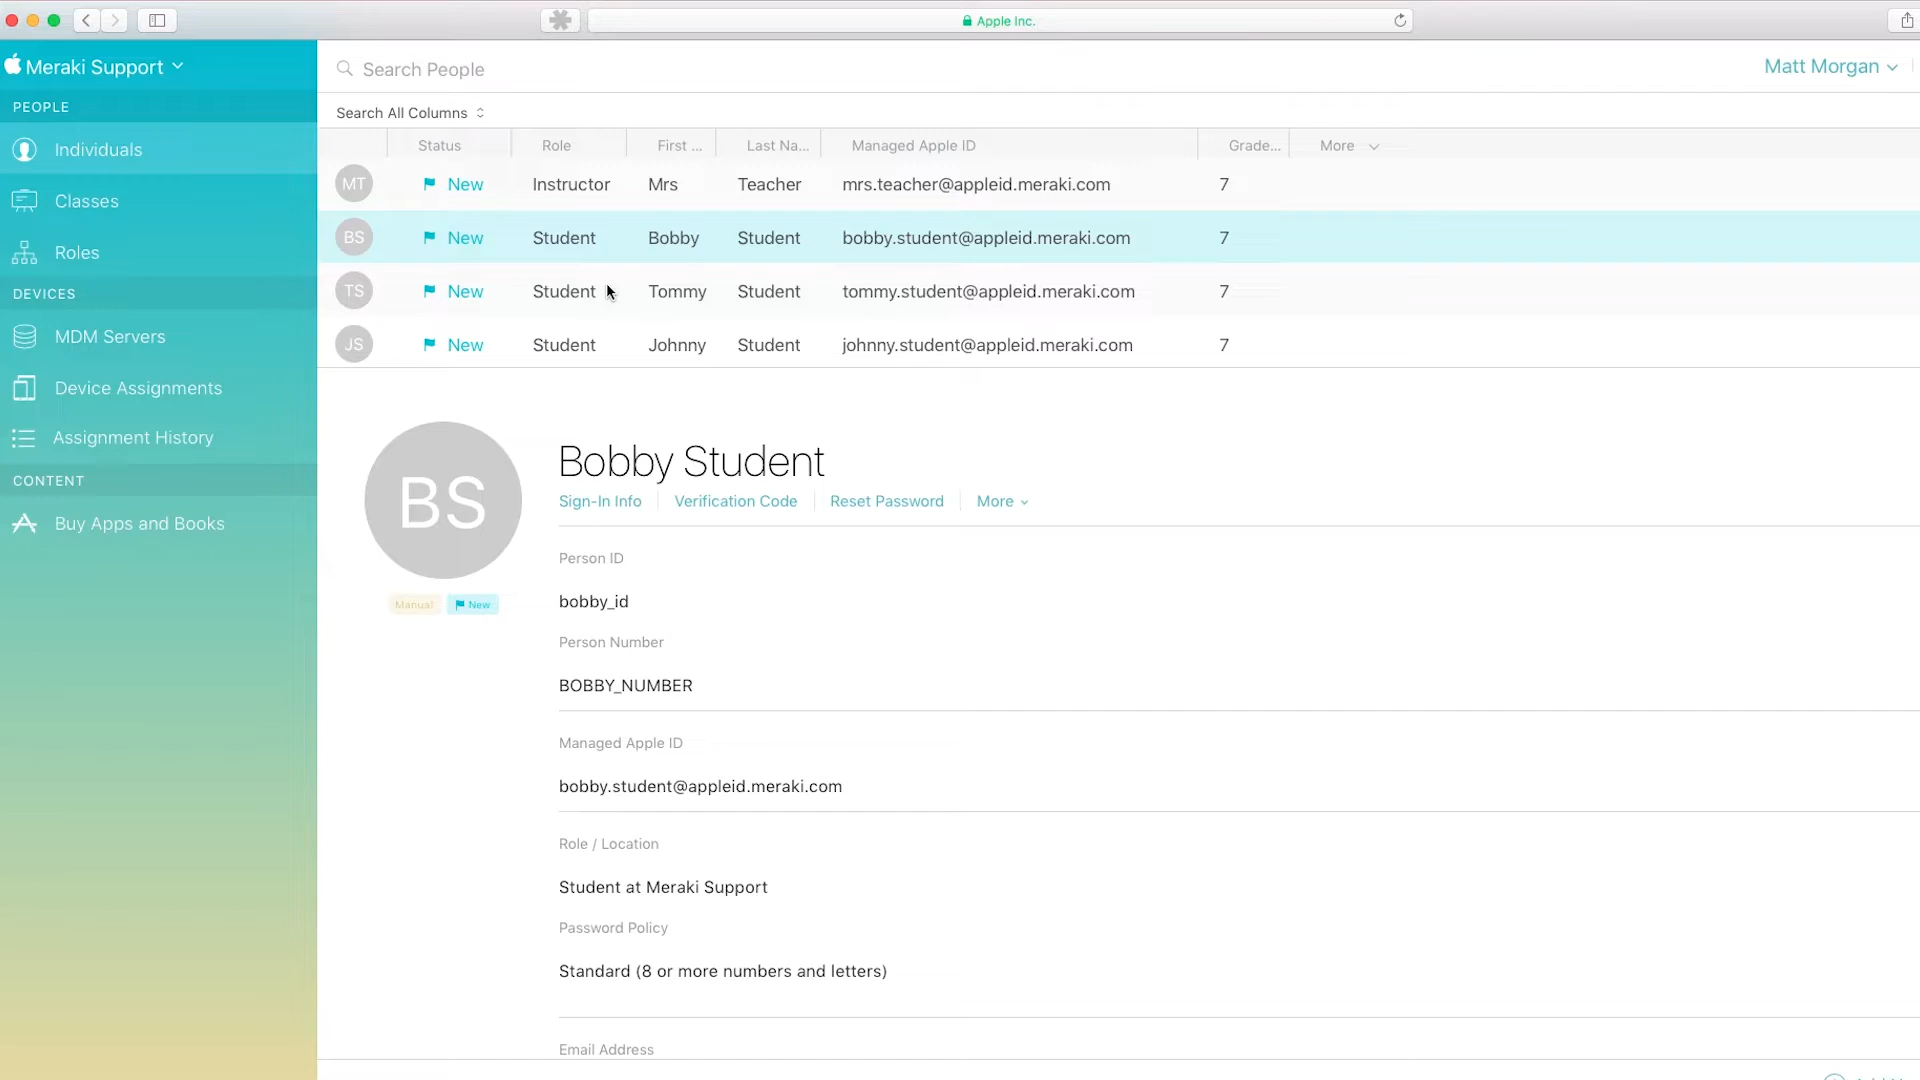 Apple Inc.
Meraki Support
Search People
Matt Morgan
PEOPLE
Search All Columns
Status Role First ... Last Na... Managed Apple ID Grade... More
Individuals
MT New Instructor Mrs Teacher mrs.teacher@appleid.meraki.com 7
Classes
BS New Student Bobby Student bobby.student@appleid.meraki.com 7
Roles
TS New Student Tommy Student tommy.student@appleid.meraki.com 7
DEVICES
MDM Servers
JS New Student Johnny Student johnny.student@appleid.meraki.com 7
Device Assignments
Assignment History
CONTENT
Buy Apps and Books
BS
Bobby Student
Sign-In Info Verification Code Reset Password More
Manual New
Person ID
bobby_id
Person Number
BOBBY_NUMBER
Managed Apple ID
bobby.student@appleid.meraki.com
Role / Location
Student at Meraki Support
Password Policy
Standard (8 or more numbers and letters)
Email Address